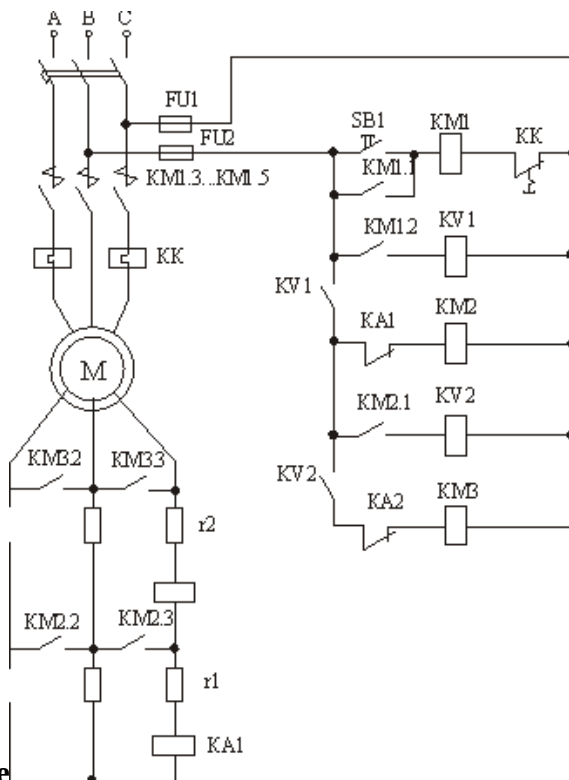 A B C
FU1
FU2
SB1
KM1
KK
KM1.1
KM1.3...KM1.5
KM1.2
KV1
KK
KV1
KA1
KM2
M
KM2.1
KV2
KM3.2
KM3.3
KV2
KA2
KM3
r2
KM2.2
KM2.3
r1
KA1
е